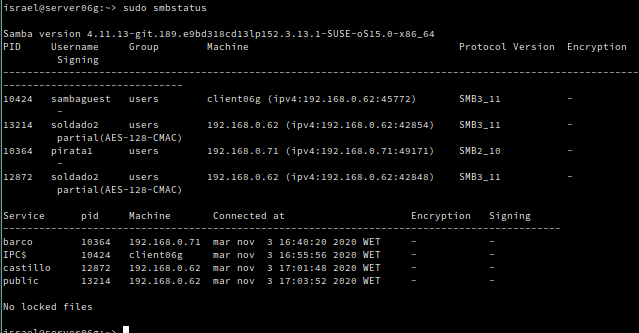 israel@server06g:~> sudo smbstatus
Samba version 4.11.13-git.189.e9bd318cd13lp152.3.13.1-SUSE-oS15.0-x86_64
PID Username Group Machine Protocol Version Encryption
Signing
----------------------------------------------------------------------------------------
----------------------------
10424 sambaguest users client06g (ipv4:192.168.0.62:45772) SMB3_11 -
-
13214 soldado2 users 192.168.0.62 (ipv4:192.168.0.62:42854) SMB3_11 -
partial(AES-128-CMAC)
10364 pirata1 users 192.168.0.71 (ipv4:192.168.0.71:49171) SMB2_10 -
-
12872 soldado2 users 192.168.0.62 (ipv4:192.168.0.62:42848) SMB3_11 -
partial(AES-128-CMAC)
Service pid Machine Connected at Encryption Signing
---------------------------------------------------------------------------------------------
barco 10364 192.168.0.71 mar nov 3 16:40:20 2020 WET - -
IPC$ 10424 client06g mar nov 3 16:55:56 2020 WET - -
castillo 12872 192.168.0.62 mar nov 3 17:01:48 2020 WET - -
public 13214 192.168.0.62 mar nov 3 17:03:52 2020 WET - -
No locked files
israel@server06g:~>